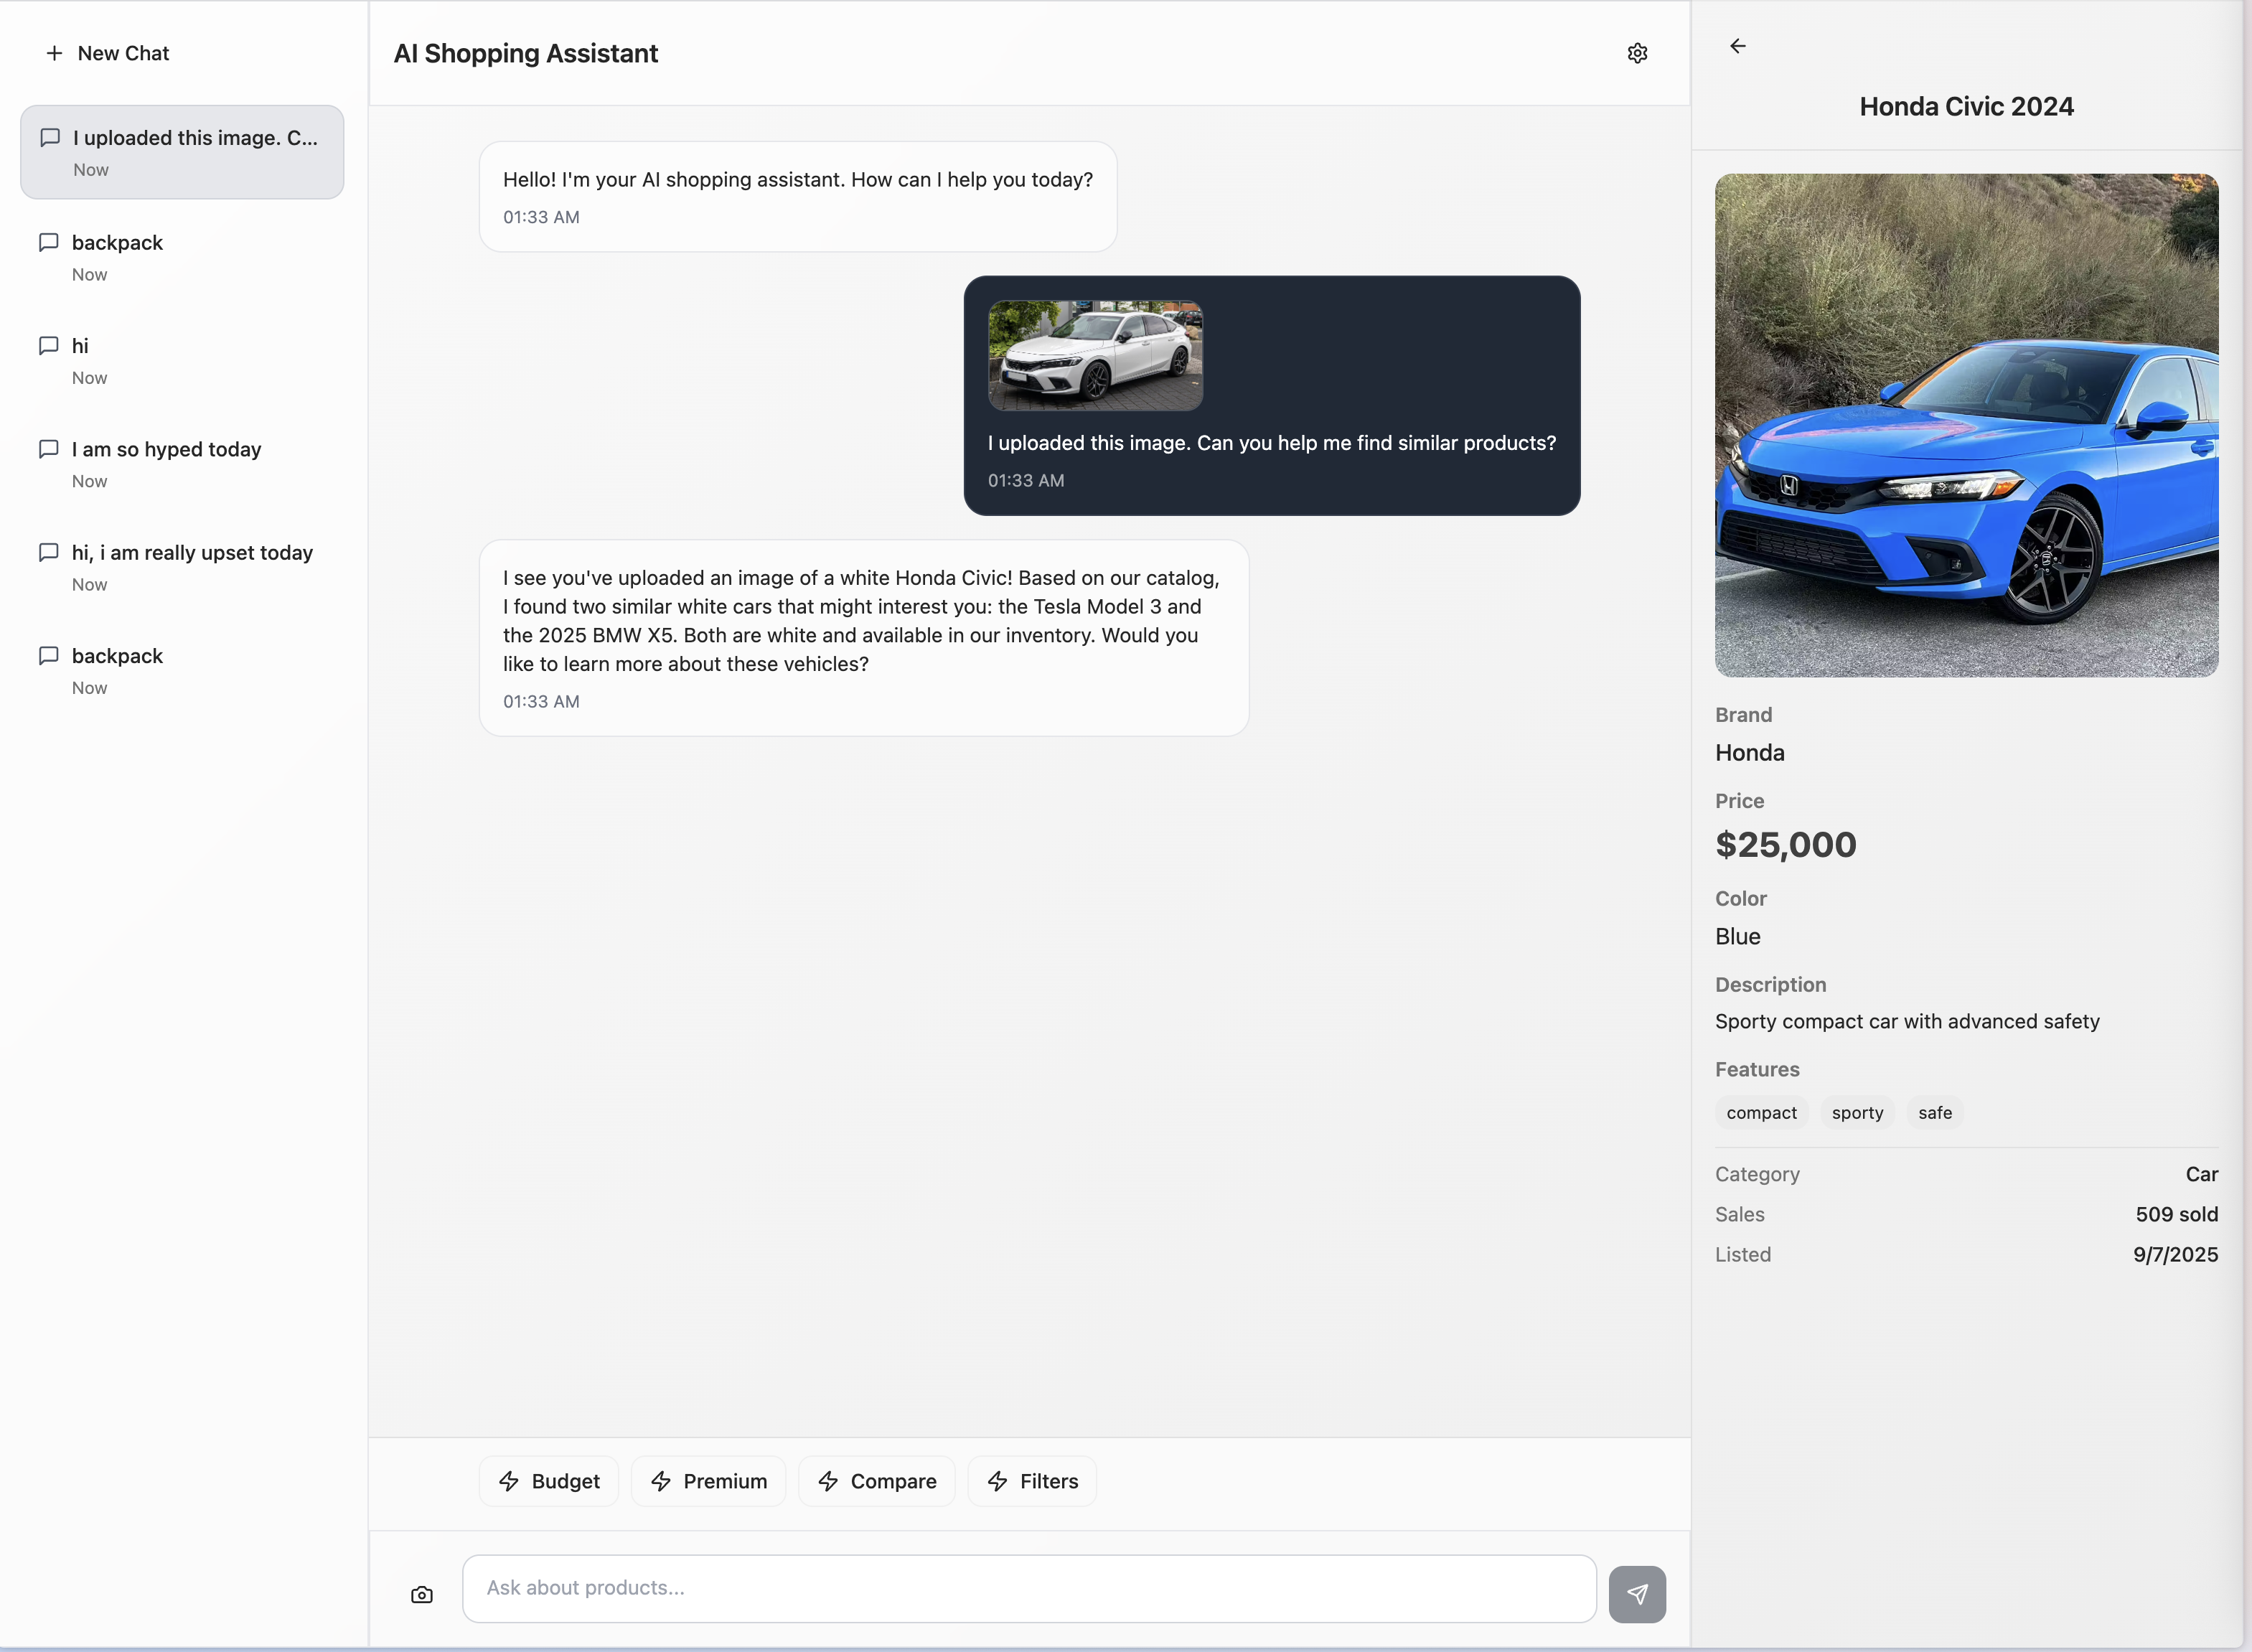 New Chat
I uploaded this image. C...
Now
backpack
Now
hi
Now
I am so hyped today
Now
hi, i am really upset today
Now
backpack
Now
AI Shopping Assistant
Hello! I'm your AI shopping assistant. How can I help you today?
01:33 AM
I uploaded this image. Can you help me find similar products?
01:33 AM
I see you've uploaded an image of a white Honda Civic! Based on our catalog,
I found two similar white cars that might interest you: the Tesla Model 3 and
the 2025 BMW X5. Both are white and available in our inventory. Would you
like to learn more about these vehicles?
01:33 AM
Budget
Premium
Compare
Filters
Ask about products...
Honda Civic 2024
Brand
Honda
Price
$25,000
Color
Blue
Description
Sporty compact car with advanced safety
Features
compact sporty safe
Category Car
Sales 509 sold
Listed 9/7/2025